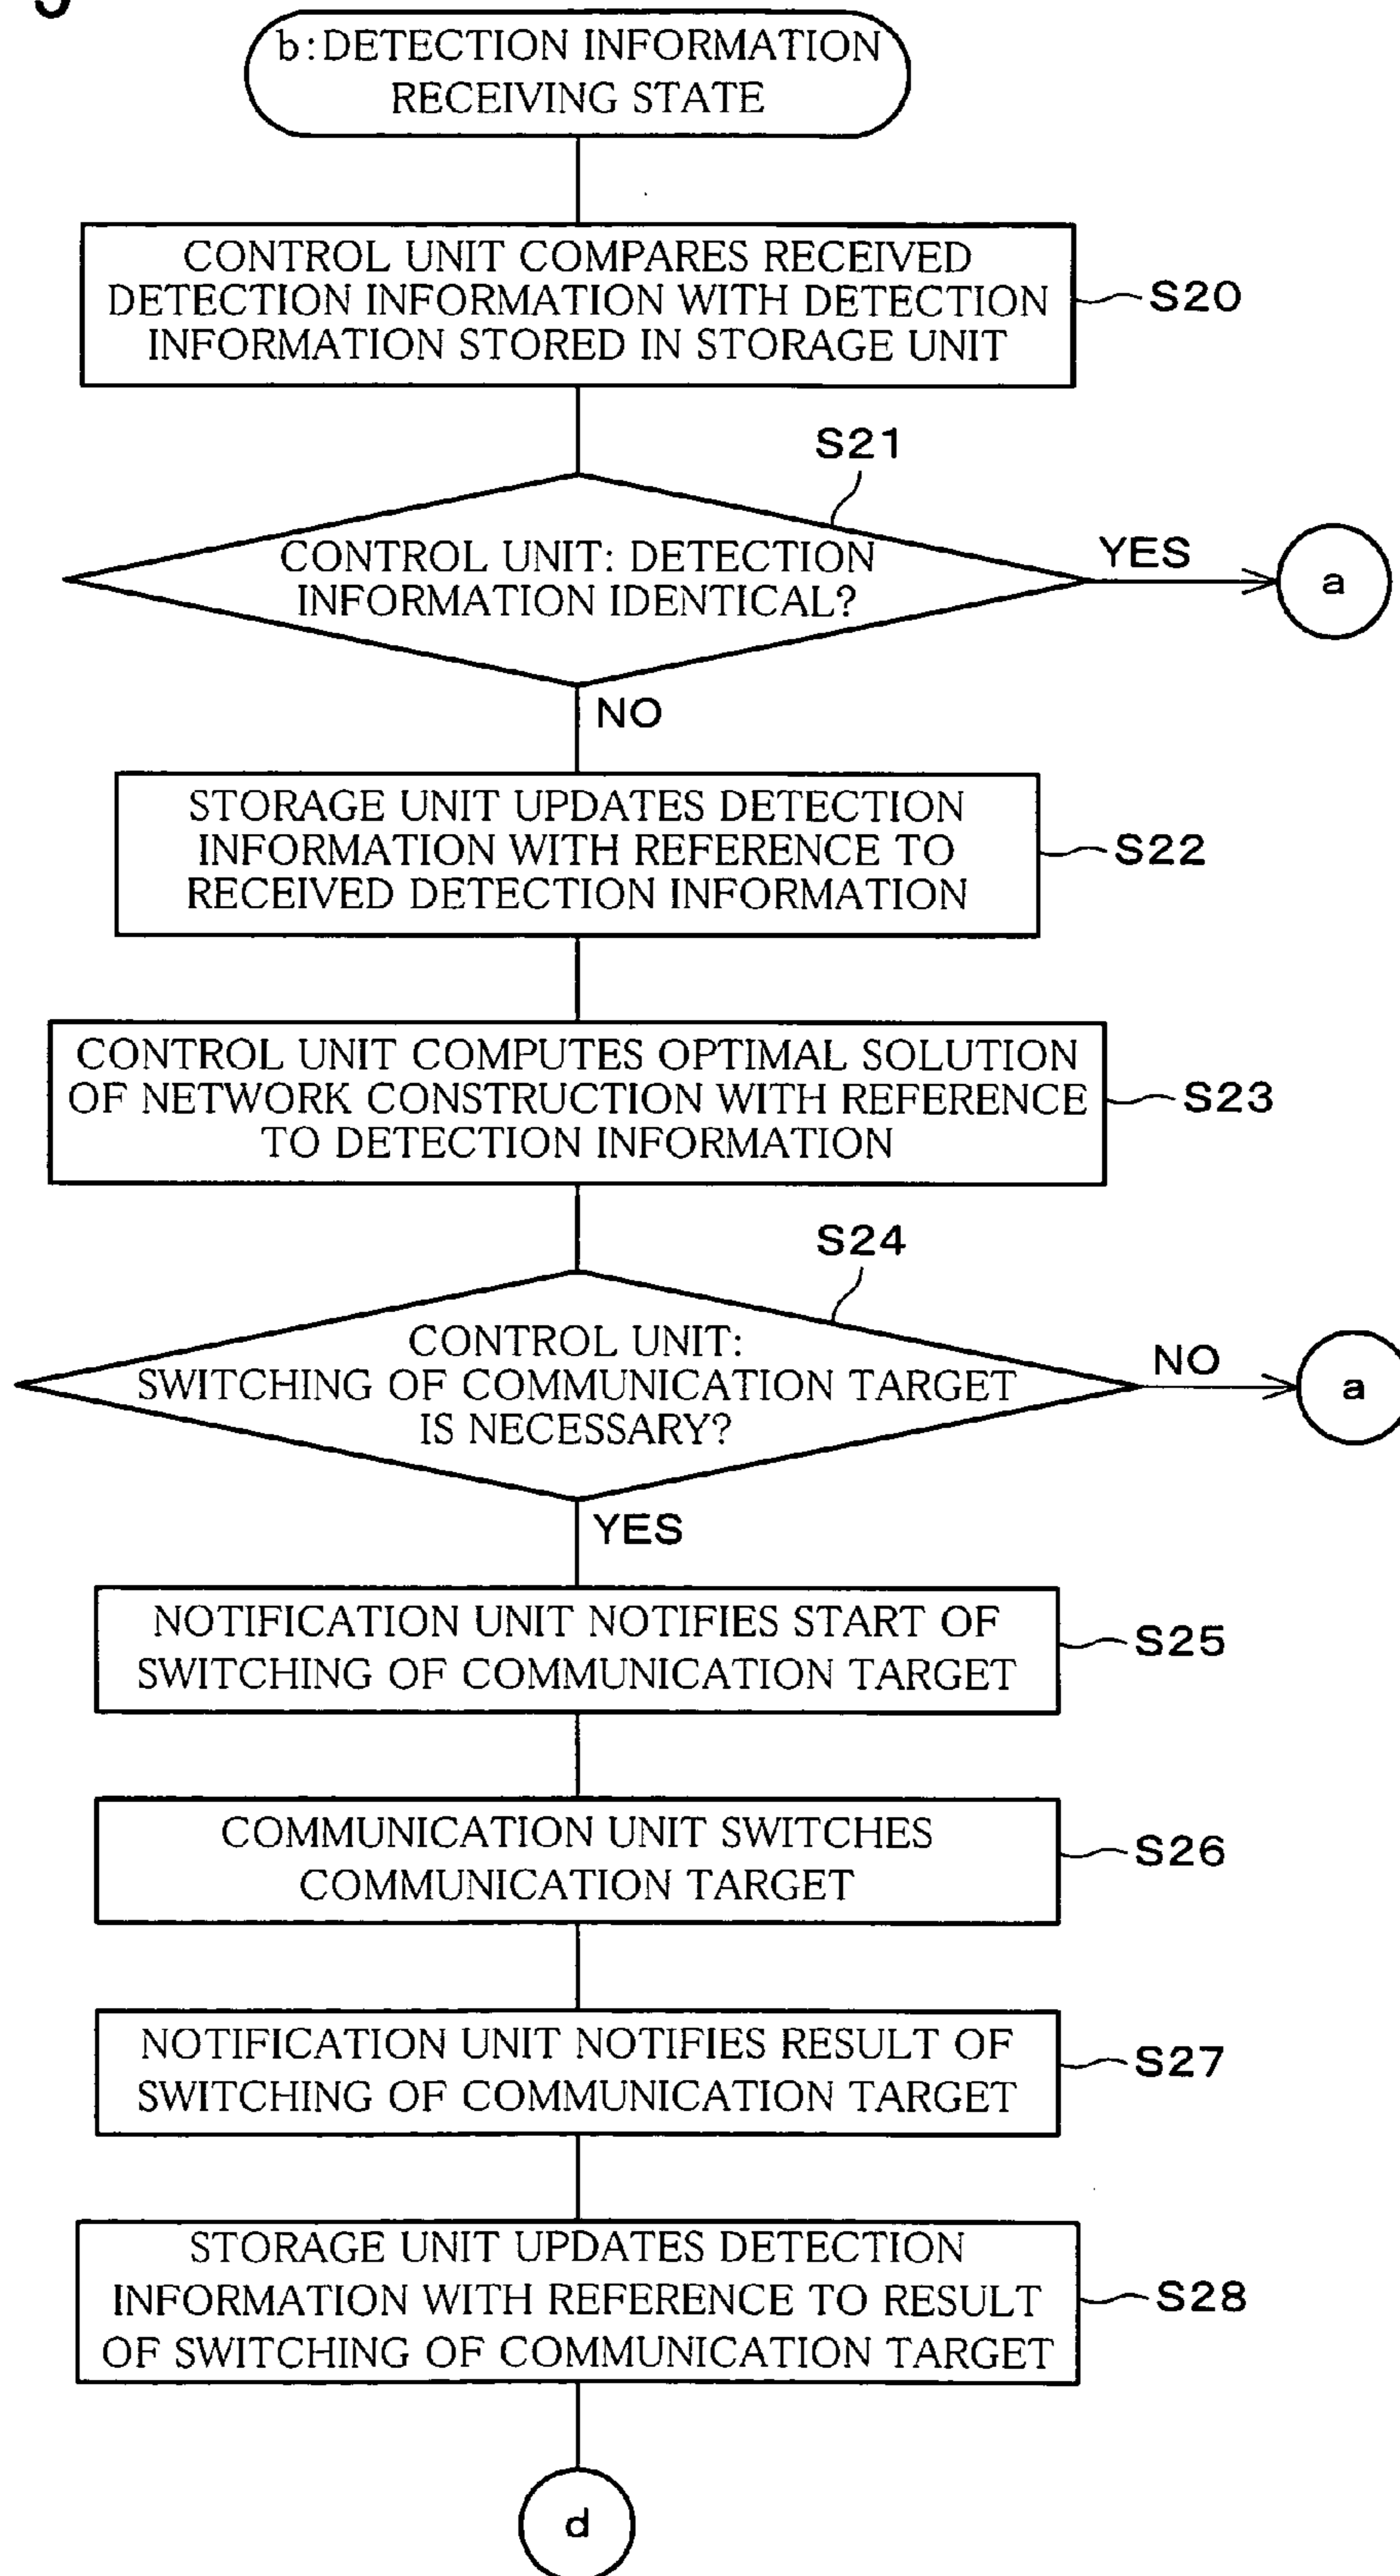 b:DETECTION INFORMATION
RECEIVING STATE
CONTROL UNIT COMPARES RECEIVED
DETECTION INFORMATION WITH DETECTION
INFORMATION STORED IN STORAGE UNIT
S20
S21
CONTROL UNIT: DETECTION
INFORMATION IDENTICAL?
YES
a
NO
STORAGE UNIT UPDATES DETECTION
INFORMATION WITH REFERENCE TO
RECEIVED DETECTION INFORMATION
S22
CONTROL UNIT COMPUTES OPTIMAL SOLUTION
OF NETWORK CONSTRUCTION WITH REFERENCE
TO DETECTION INFORMATION
S23
S24
CONTROL UNIT:
SWITCHING OF COMMUNICATION TARGET
IS NECESSARY?
NO
a
YES
NOTIFICATION UNIT NOTIFIES START OF
SWITCHING OF COMMUNICATION TARGET
S25
COMMUNICATION UNIT SWITCHES
COMMUNICATION TARGET
S26
NOTIFICATION UNIT NOTIFIES RESULT OF
SWITCHING OF COMMUNICATION TARGET
S27
STORAGE UNIT UPDATES DETECTION
INFORMATION WITH REFERENCE TO RESULT
OF SWITCHING OF COMMUNICATION TARGET
S28
d